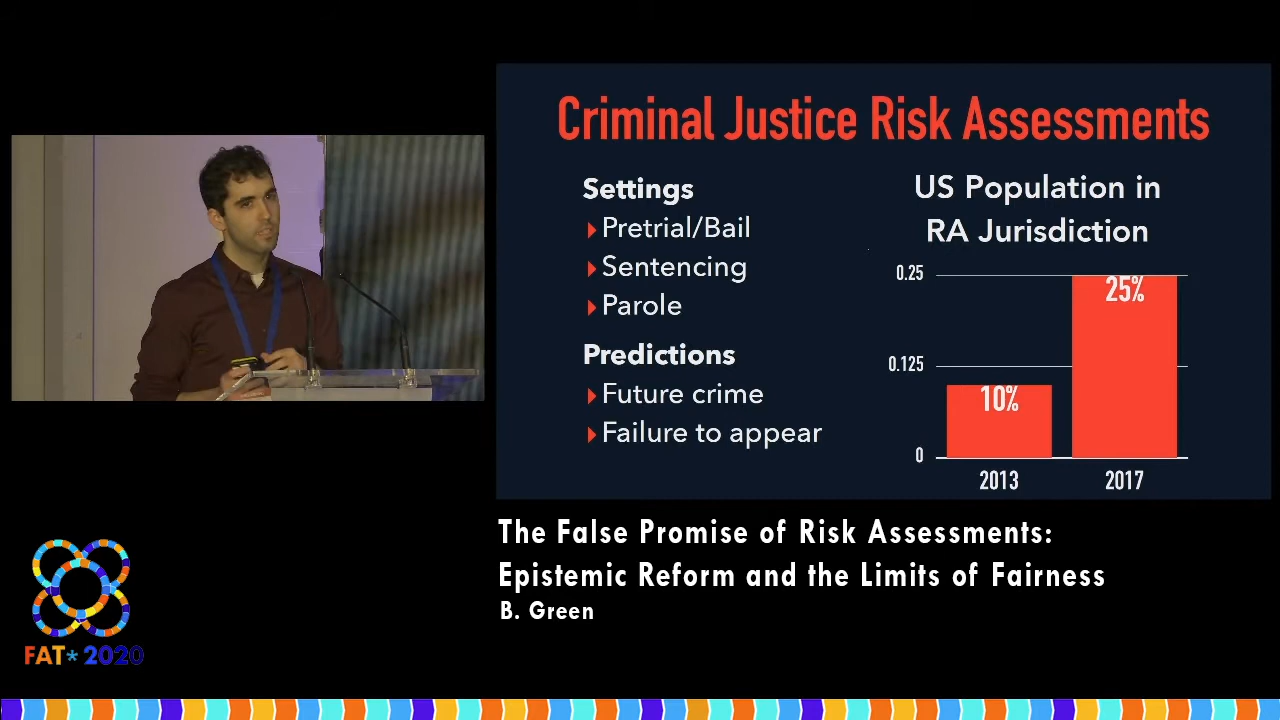 Criminal Justice Risk Assessments
Settings
Pretrial/Bail
Sentencing
Parole
Predictions
Future crime
Failure to appear
US Population in
RA Jurisdiction
0.25
0.125
0
25%
10%
2013
2017
The False Promise of Risk Assessments:
Epistemic Reform and the Limits of Fairness
B. Green
FAT* 2020